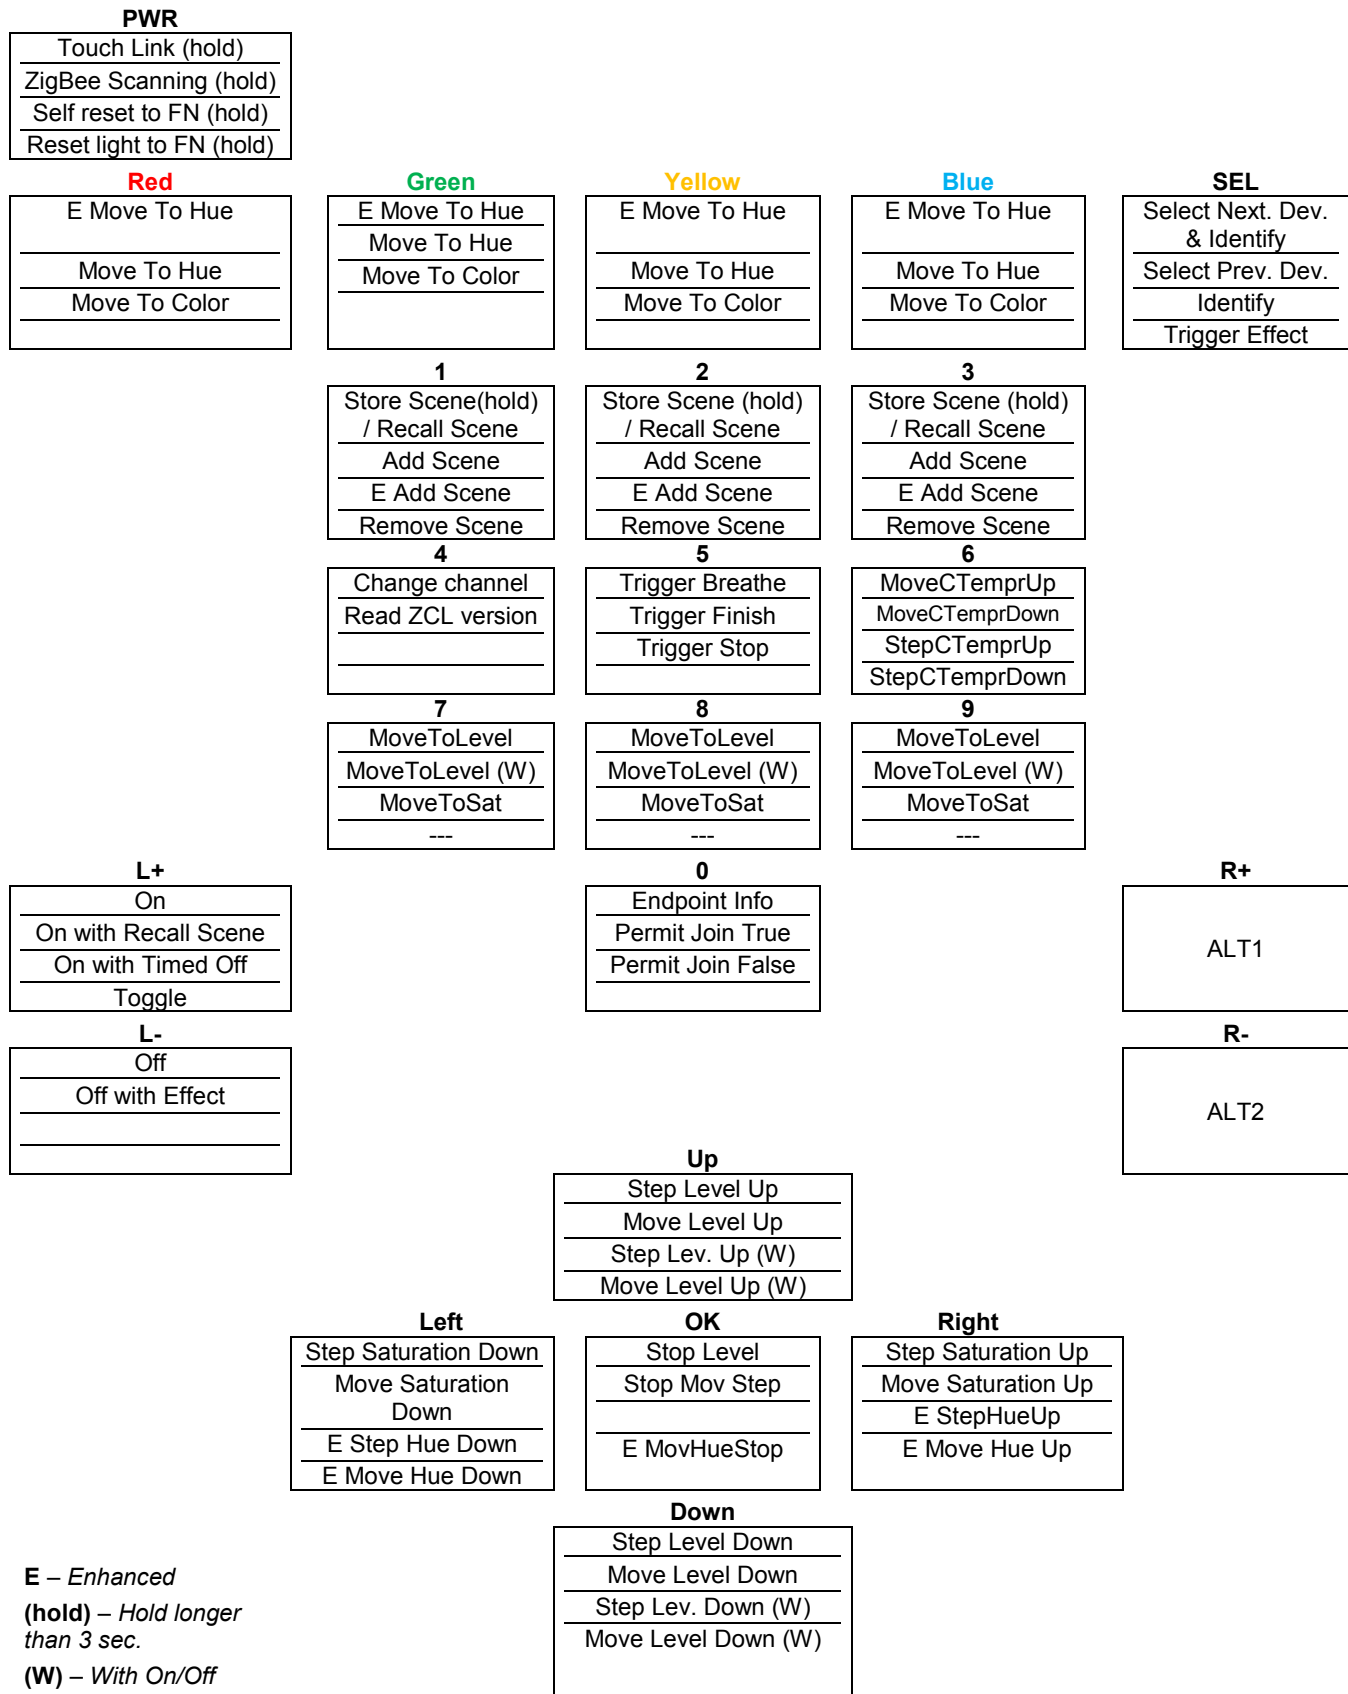 PWR
Touch Link (hold)
ZigBee Scanning (hold)
Self reset to FN (hold)
Reset light to FN (hold)
Red
E Move To Hue
Move To Hue
Move To Color
Green
E Move To Hue
Move To Hue
Move To Color
Yellow
E Move To Hue
Move To Hue
Move To Color
Blue
E Move To Hue
Move To Hue
Move To Color
SEL
Select Next. Dev.
& Identify
Select Prev. Dev.
Identify
Trigger Effect
1
Store Scene(hold)
/ Recall Scene
Add Scene
E Add Scene
Remove Scene
2
Store Scene (hold)
/ Recall Scene
Add Scene
E Add Scene
Remove Scene
3
Store Scene (hold)
/ Recall Scene
Add Scene
E Add Scene
Remove Scene
4
Change channel
Read ZCL version
5
Trigger Breathe
Trigger Finish
Trigger Stop
6
MoveCTemprUp
MoveCTemprDown
StepCTemprUp
StepCTemprDown
7
MoveToLevel
MoveToLevel (W)
MoveToSat
---
8
MoveToLevel
MoveToLevel (W)
MoveToSat
---
9
MoveToLevel
MoveToLevel (W)
MoveToSat
---
L+
On
On with Recall Scene
On with Timed Off
Toggle
0
Endpoint Info
Permit Join True
Permit Join False
R+
ALT1
L-
Off
Off with Effect
R-
ALT2
Up
Step Level Up
Move Level Up
Step Lev. Up (W)
Move Level Up (W)
Left
Step Saturation Down
Move Saturation
Down
E Step Hue Down
E Move Hue Down
OK
Stop Level
Stop Mov Step
E MovHueStop
Right
Step Saturation Up
Move Saturation Up
E StepHueUp
E Move Hue Up
Down
Step Level Down
Move Level Down
Step Lev. Down (W)
Move Level Down (W)
E – Enhanced
(hold) – Hold longer
than 3 sec.
(W) – With On/Off